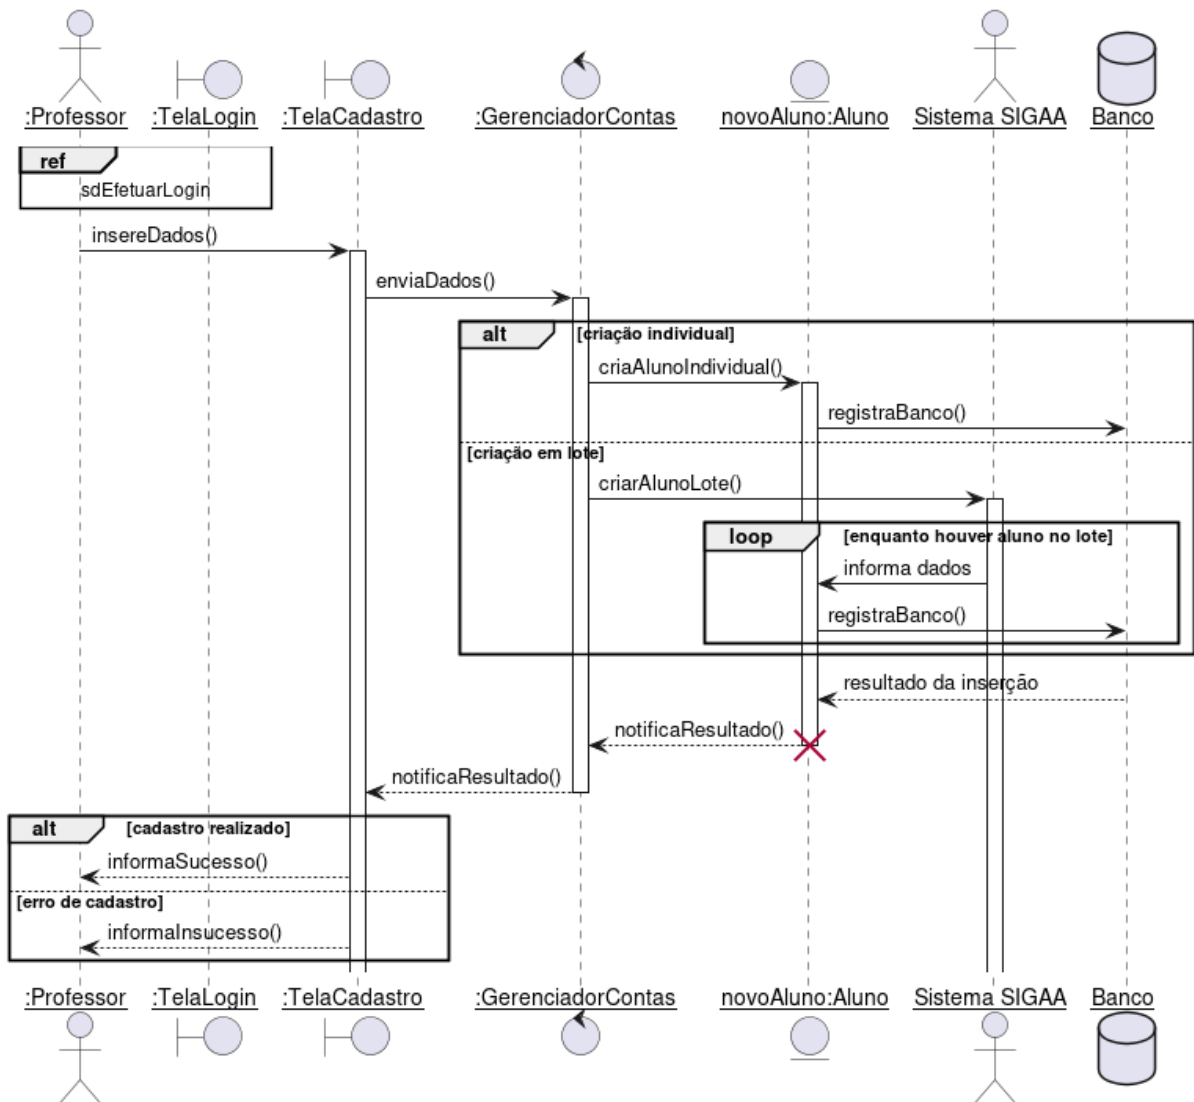 :Professor
:TelaLogin
:TelaCadastro
:GerenciadorContas
novoAluno:Aluno
Sistema SIGAA
Banco
ref
sdEfetuarLogin
insereDados()
enviaDados()
alt
[criação individual]
criaAlunoIndividual()
registraBanco()
[criação em lote]
criarAlunoLote()
loop
[enquanto houver aluno no lote]
informa dados
registraBanco()
resultado da inserção
notificaResultado()
notificaResultado()
alt
[cadastro realizado]
informaSucesso()
[erro de cadastro]
informaInsucesso()
:Professor
:TelaLogin
:TelaCadastro
:GerenciadorContas
novoAluno:Aluno
Sistema SIGAA
Banco